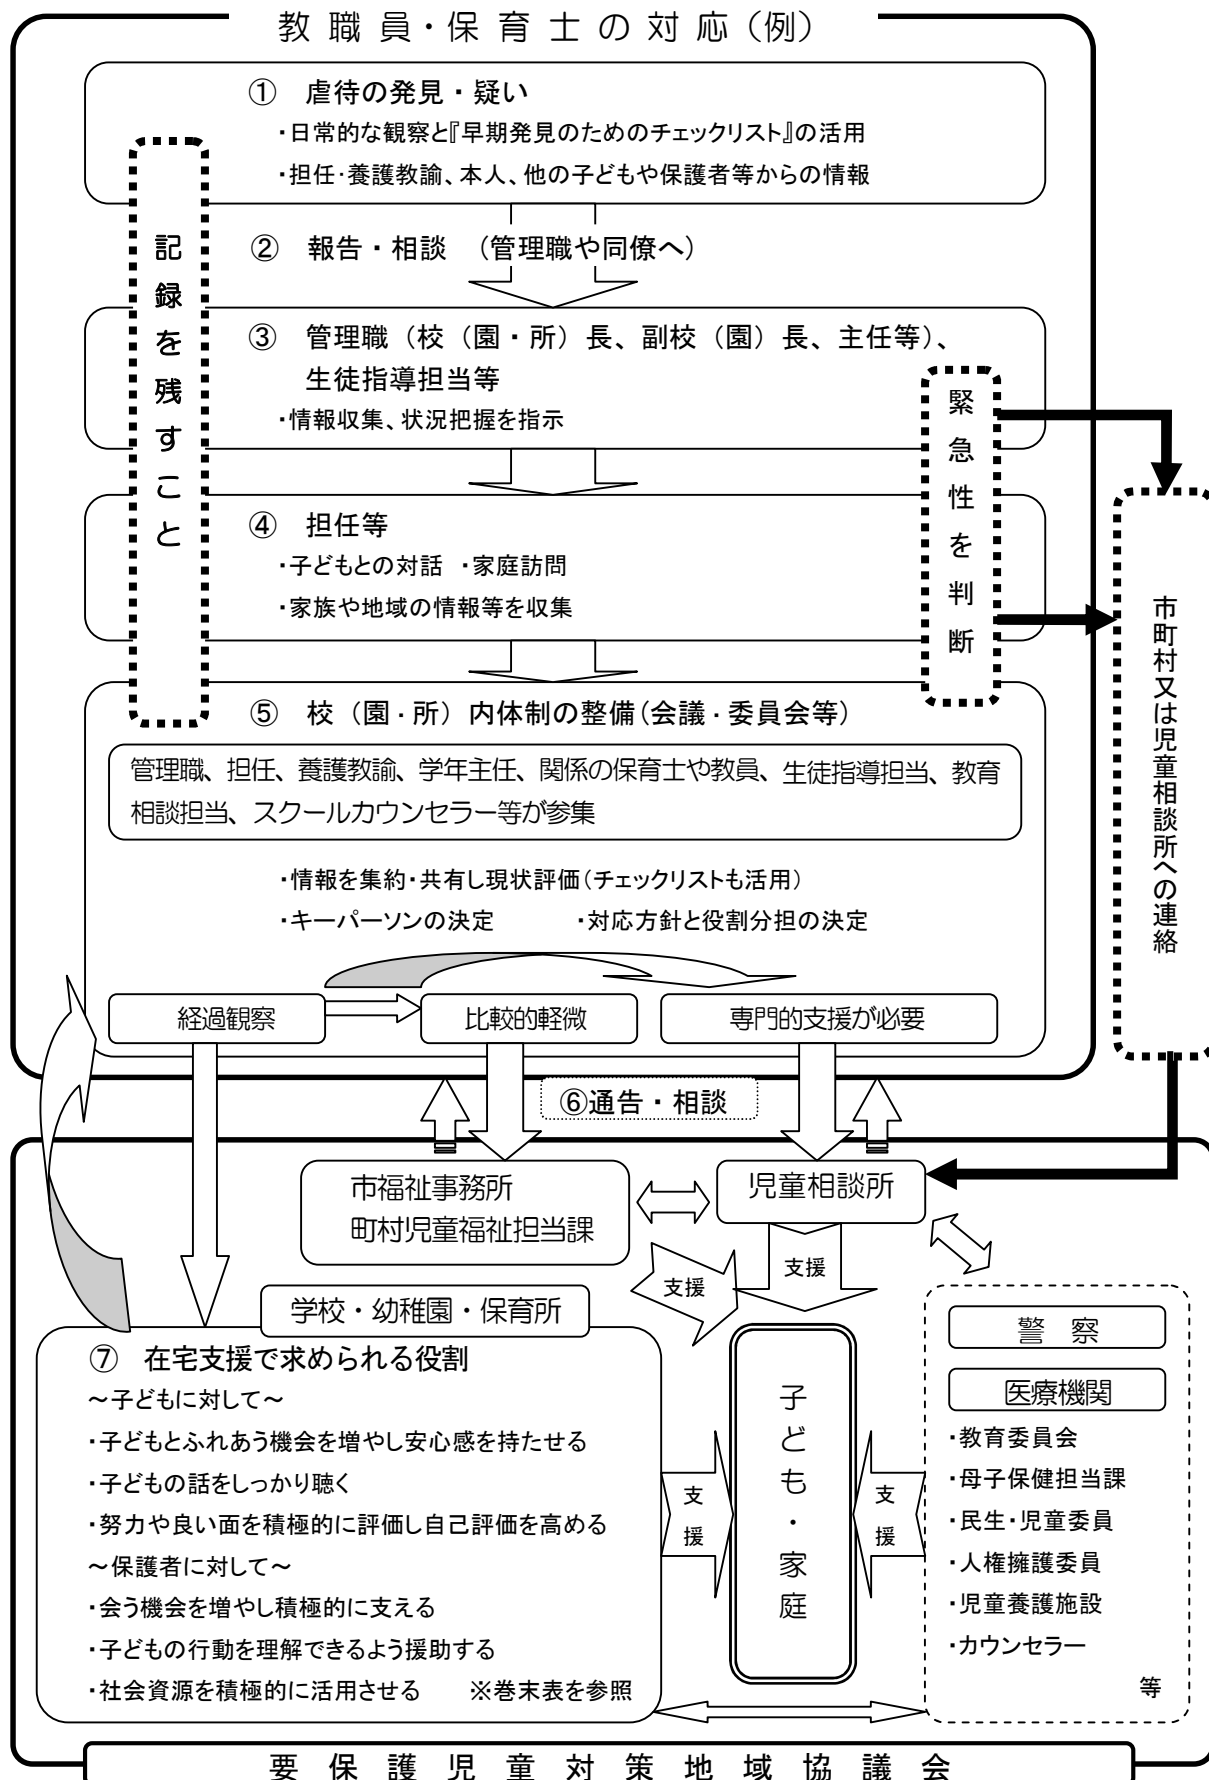 教職員・保育士の対応（例）
① 虐待の発見・疑い
・日常的な観察と『早期発見のためのチェックリスト』の活用
・担任・養護教諭、本人、他の子どもや保護者等からの情報
記録を残すこと
② 報告・相談 （管理職や同僚へ）
③ 管理職（校（園・所）長、副校（園）長、主任等）、
生徒指導担当等
・情報収集、状況把握を指示
緊急性を判断
④ 担任等
・子どもとの対話 ・家庭訪問
・家族や地域の情報等を収集
市町村又は児童相談所への連絡
⑤ 校（園・所）内体制の整備（会議・委員会等）
管理職、担任、養護教諭、学年主任、関係の保育士や教員、生徒指導担当、教育
相談担当、スクールカウンセラー等が参集
・情報を集約・共有し現状評価（チェックリストも活用）
・キーパーソンの決定 ・対応方針と役割分担の決定
経過観察
比較的軽微
専門的支援が必要
⑥通告・相談
市福祉事務所
町村児童福祉担当課
児童相談所
支援
支援
学校・幼稚園・保育所
⑦ 在宅支援で求められる役割
～子どもに対して～
・子どもとふれあう機会を増やし安心感を持たせる
・子どもの話をしっかり聴く
・努力や良い面を積極的に評価し自己評価を高める
～保護者に対して～
・会う機会を増やし積極的に支える
・子どもの行動を理解できるよう援助する
・社会資源を積極的に活用させる ※巻末表を参照
支援
子ども・家庭
支援
警 察
医療機関
・教育委員会
・母子保健担当課
・民生・児童委員
・人権擁護委員
・児童養護施設
・カウンセラー
等
要保護児童対策地域協議会